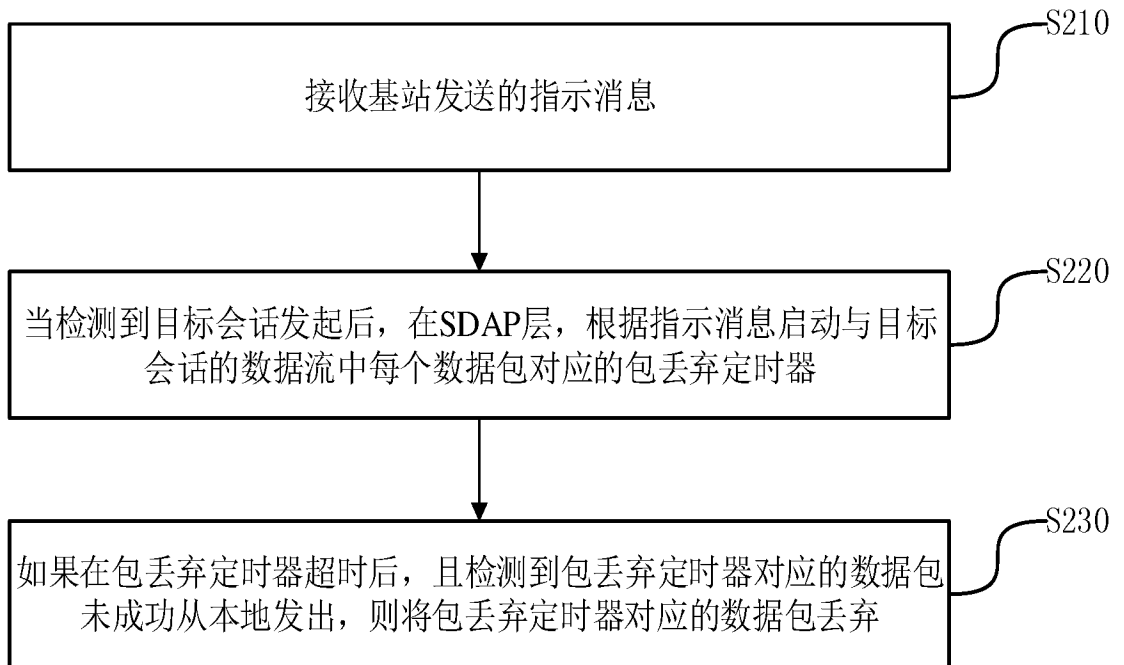 S210
接收基站发送的指示消息
S220
当检测到目标会话发起后，在SDAP层，根据指示消息启动与目标
会话的数据流中每个数据包对应的包丢弃定时器
S230
如果在包丢弃定时器超时后，且检测到包丢弃定时器对应的数据包
未成功从本地发出，则将包丢弃定时器对应的数据包丢弃